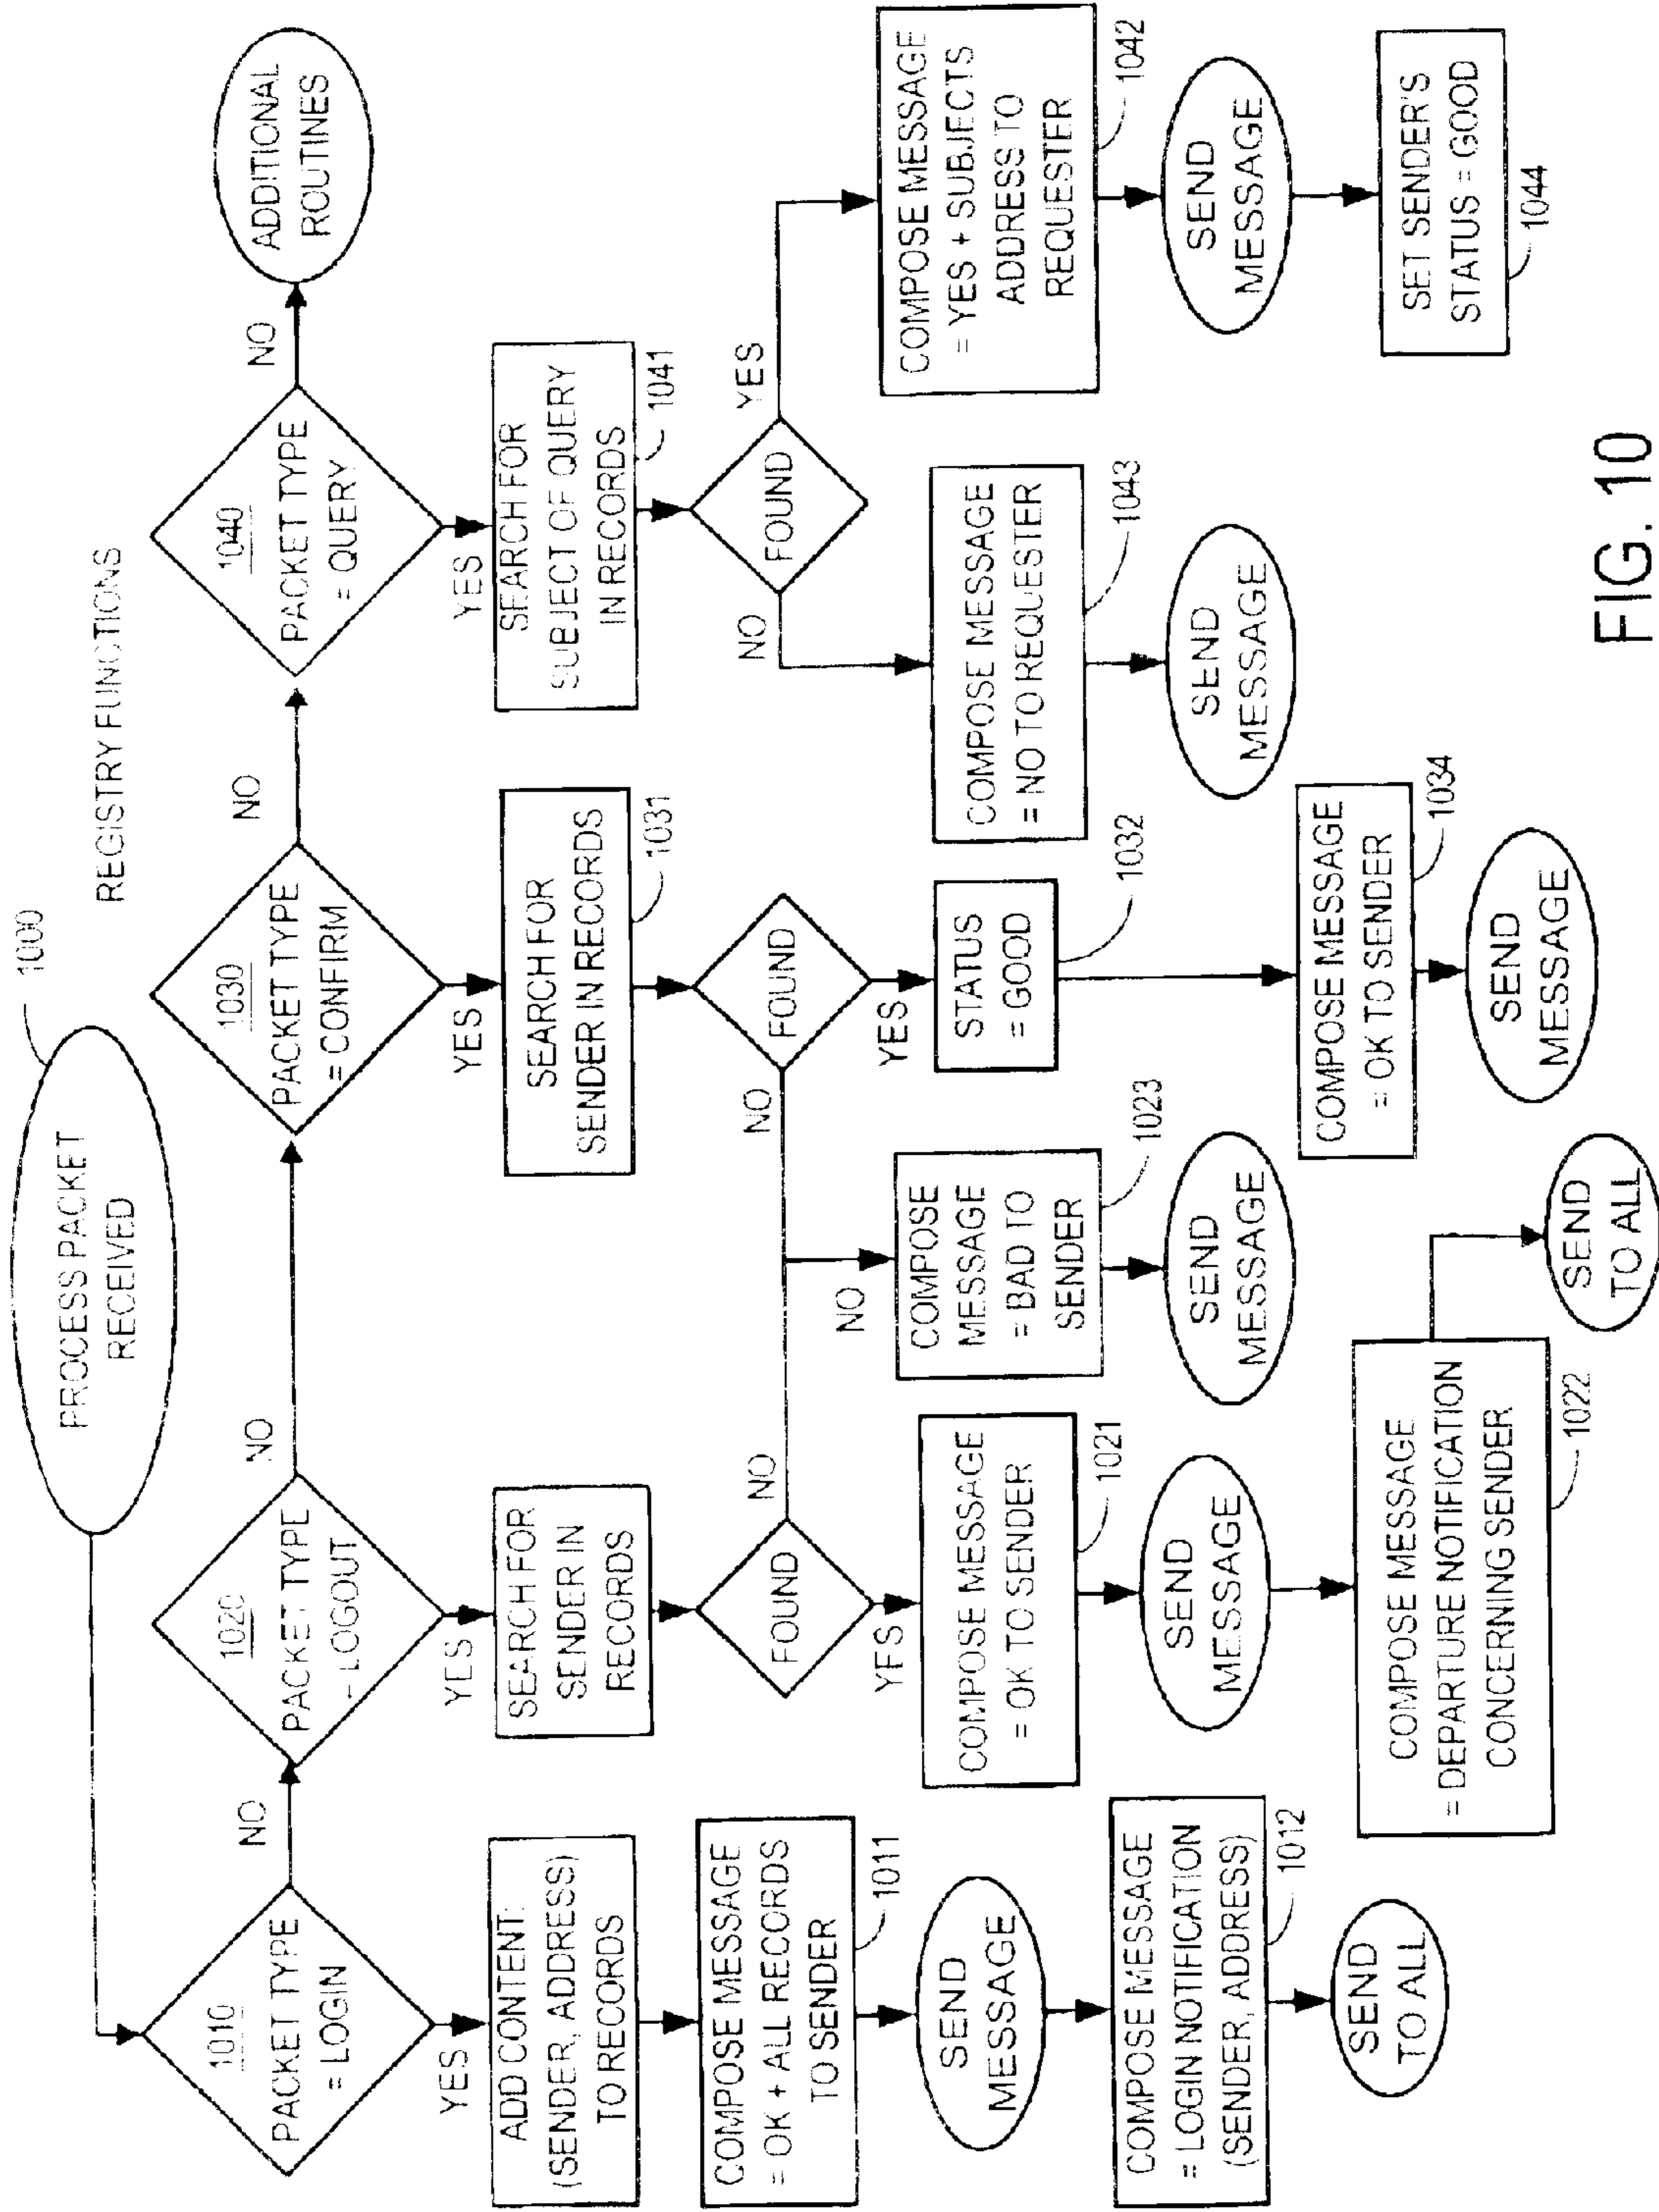 REGISTRY FUNCTIONS
1000
PROCESS PACKET
RECEIVED
1010
PACKET TYPE
= LOGIN
NO
YES
ADD CONTENT:
(SENDER, ADDRESS)
TO RECORDS
COMPOSE MESSAGE
= OK + ALL RECORDS
TO SENDER
1011
SEND
MESSAGE
COMPOSE MESSAGE
= LOGIN NOTIFICATION
(SENDER, ADDRESS)
1012
SEND
TO ALL
1020
PACKET TYPE
- LOGOUT
NO
YES
SEARCH FOR
SENDER IN
RECORDS
FOUND
NO
YES
COMPOSE MESSAGE
= OK TO SENDER
1021
SEND
MESSAGE
COMPOSE MESSAGE
= DEPARTURE NOTIFICATION
CONCERNING SENDER
1022
SEND
TO ALL
NO
COMPOSE
MESSAGE
= BAD TO
SENDER
1023
SEND
MESSAGE
1030
PACKET TYPE
= CONFIRM
NO
YES
SEARCH FOR
SENDER IN RECORDS
1031
FOUND
NO
YES
STATUS
= GOOD
1032
COMPOSE MESSAGE
= OK TO SENDER
1034
SEND
MESSAGE
1040
PACKET TYPE
= QUERY
NO
ADDITIONAL
ROUTINES
YES
SEARCH FOR
SUBJECT OF QUERY
IN RECORDS
1041
FOUND
NO
COMPOSE MESSAGE
= NO TO REQUESTER
1043
SEND
MESSAGE
YES
COMPOSE MESSAGE
= YES + SUBJECTS
ADDRESS TO
REQUESTER
1042
SEND
MESSAGE
SET SENDER'S
STATUS = GOOD
1044
FIG. 10